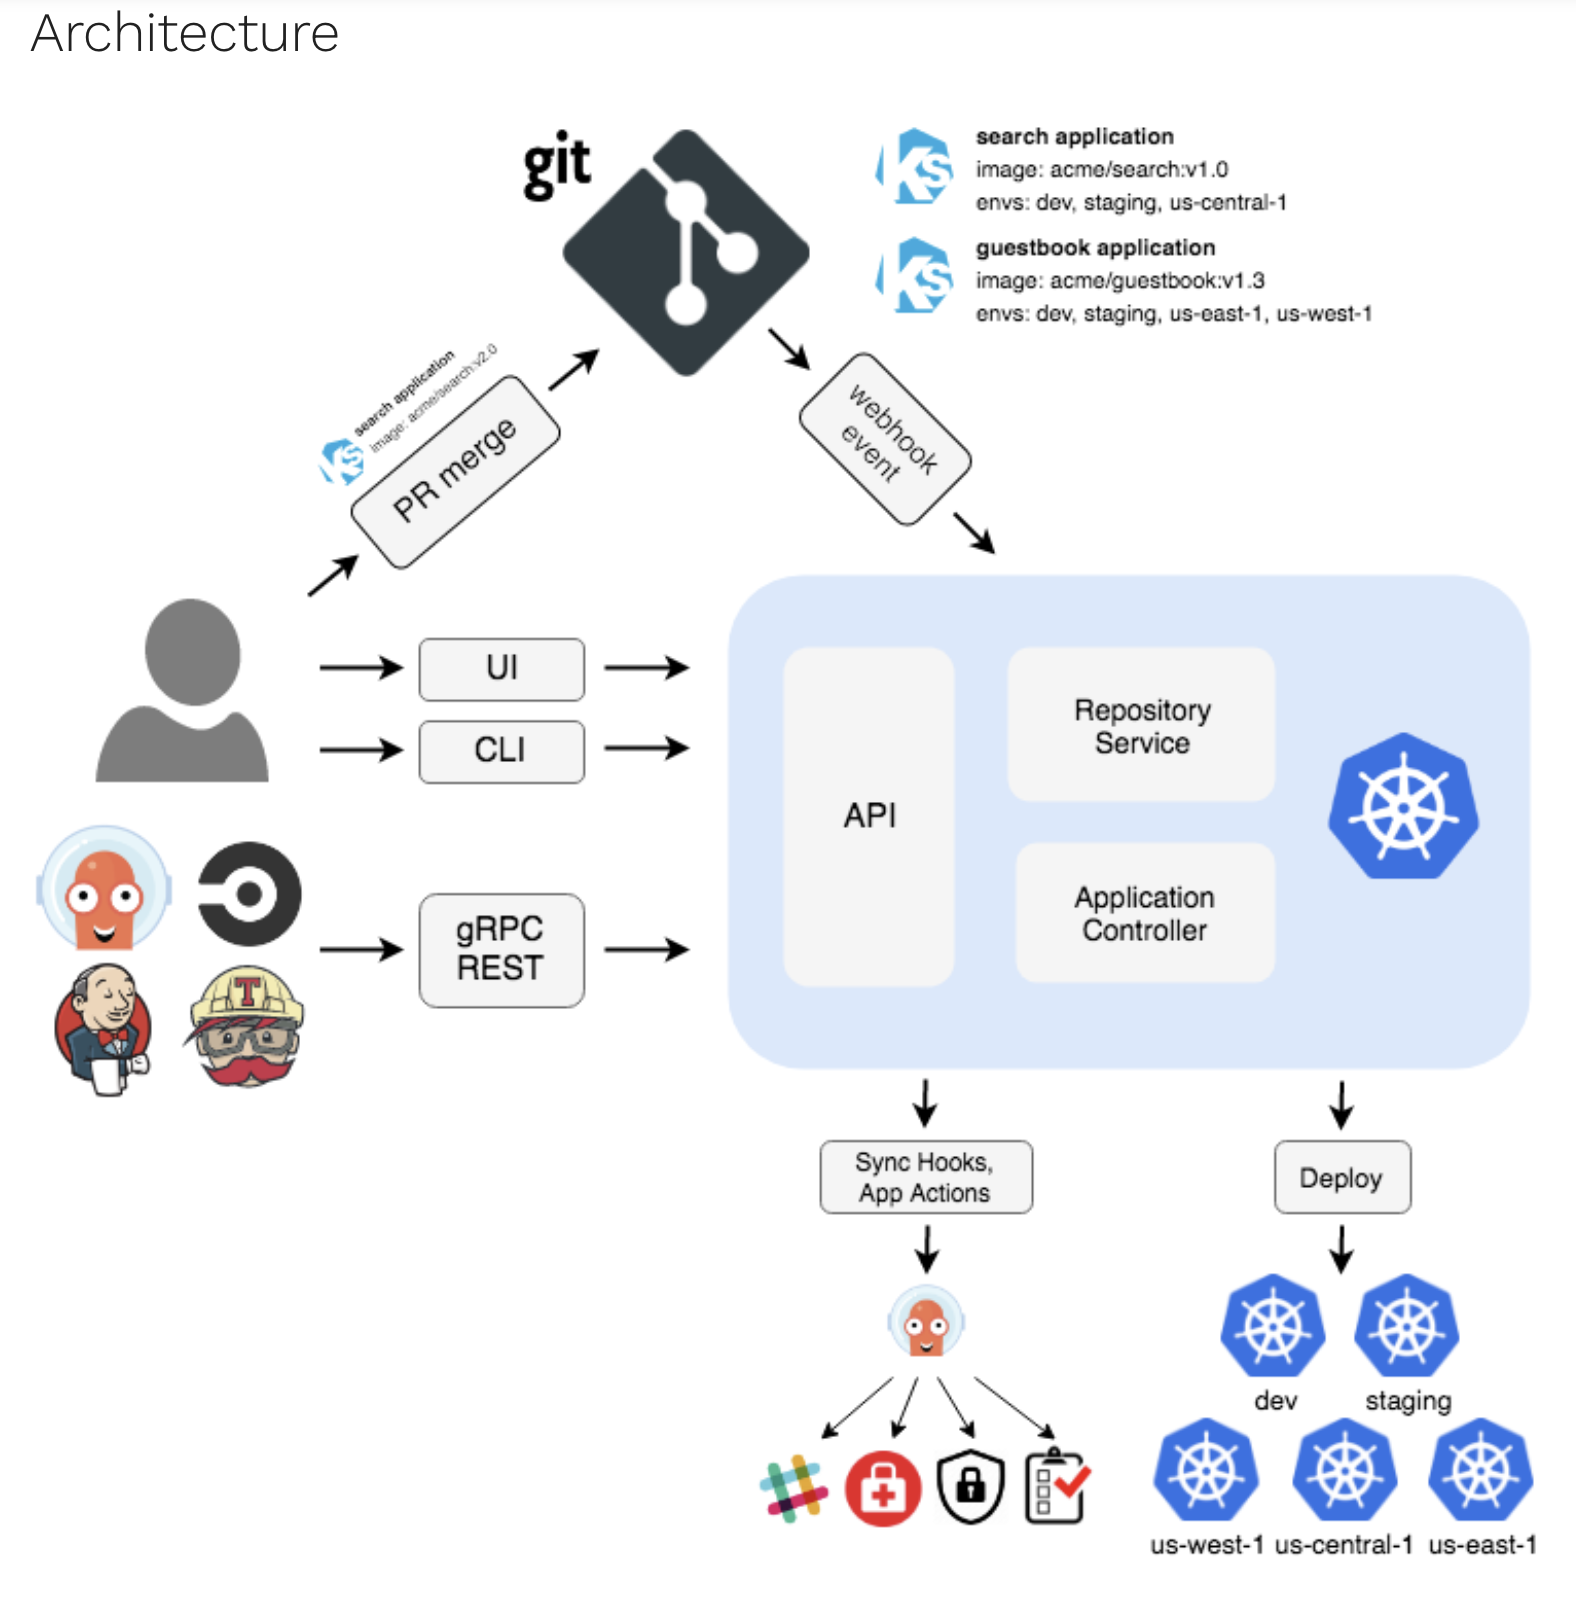 Architecture
git
search application
image: acme/search:v1.0
envs: dev, staging, us-central-1
guestbook application
image: acme/guestbook:v1.3
envs: dev, staging, us-east-1, us-west-1
search application
image: acme/search:v2.0
PR merge
webhook
event
UI
CLI
gRPC
REST
API
Repository
Service
Application
Controller
Sync Hooks,
App Actions
Deploy
dev
staging
us-west-1
us-central-1
us-east-1
Ks
Ks
Ks
T